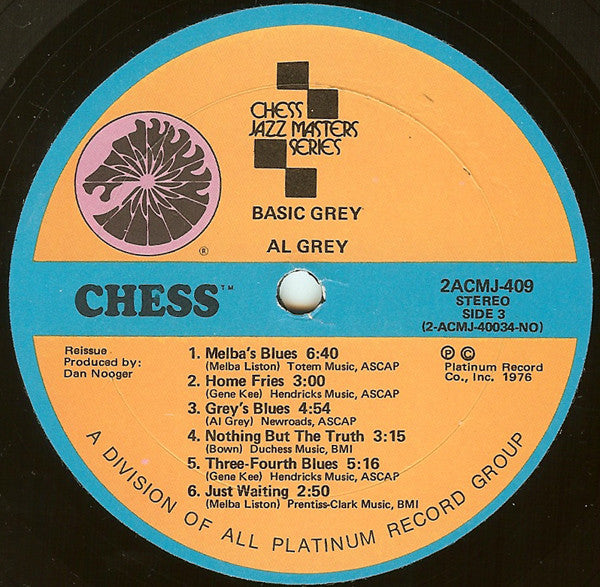 CHESS
JAZZ MASTERS
SERIES
BASIC GREY
AL GREY
®
CHESS™
2ACMJ-409
STEREO
SIDE 3
(2-ACMJ-40034-NO)
Reissue
Produced by:
Dan Nooger
1. Melba's Blues 6:40
(Melba Liston) Totem Music, ASCAP
2. Home Fries 3:00
(Gene Kee) Hendricks Music, ASCAP
3. Grey's Blues 4:54
(Al Grey) Newroads, ASCAP
4. Nothing But The Truth 3:15
(Bown) Duchess Music, BMI
5. Three-Fourth Blues 5:16
(Gene Kee) Hendricks Music, ASCAP
6. Just Waiting 2:50
(Melba Liston) Prentiss-Clark Music, BMI
℗ ©
Platinum Record
Co., Inc. 1976
A DIVISION OF ALL PLATINUM RECORD GROUP